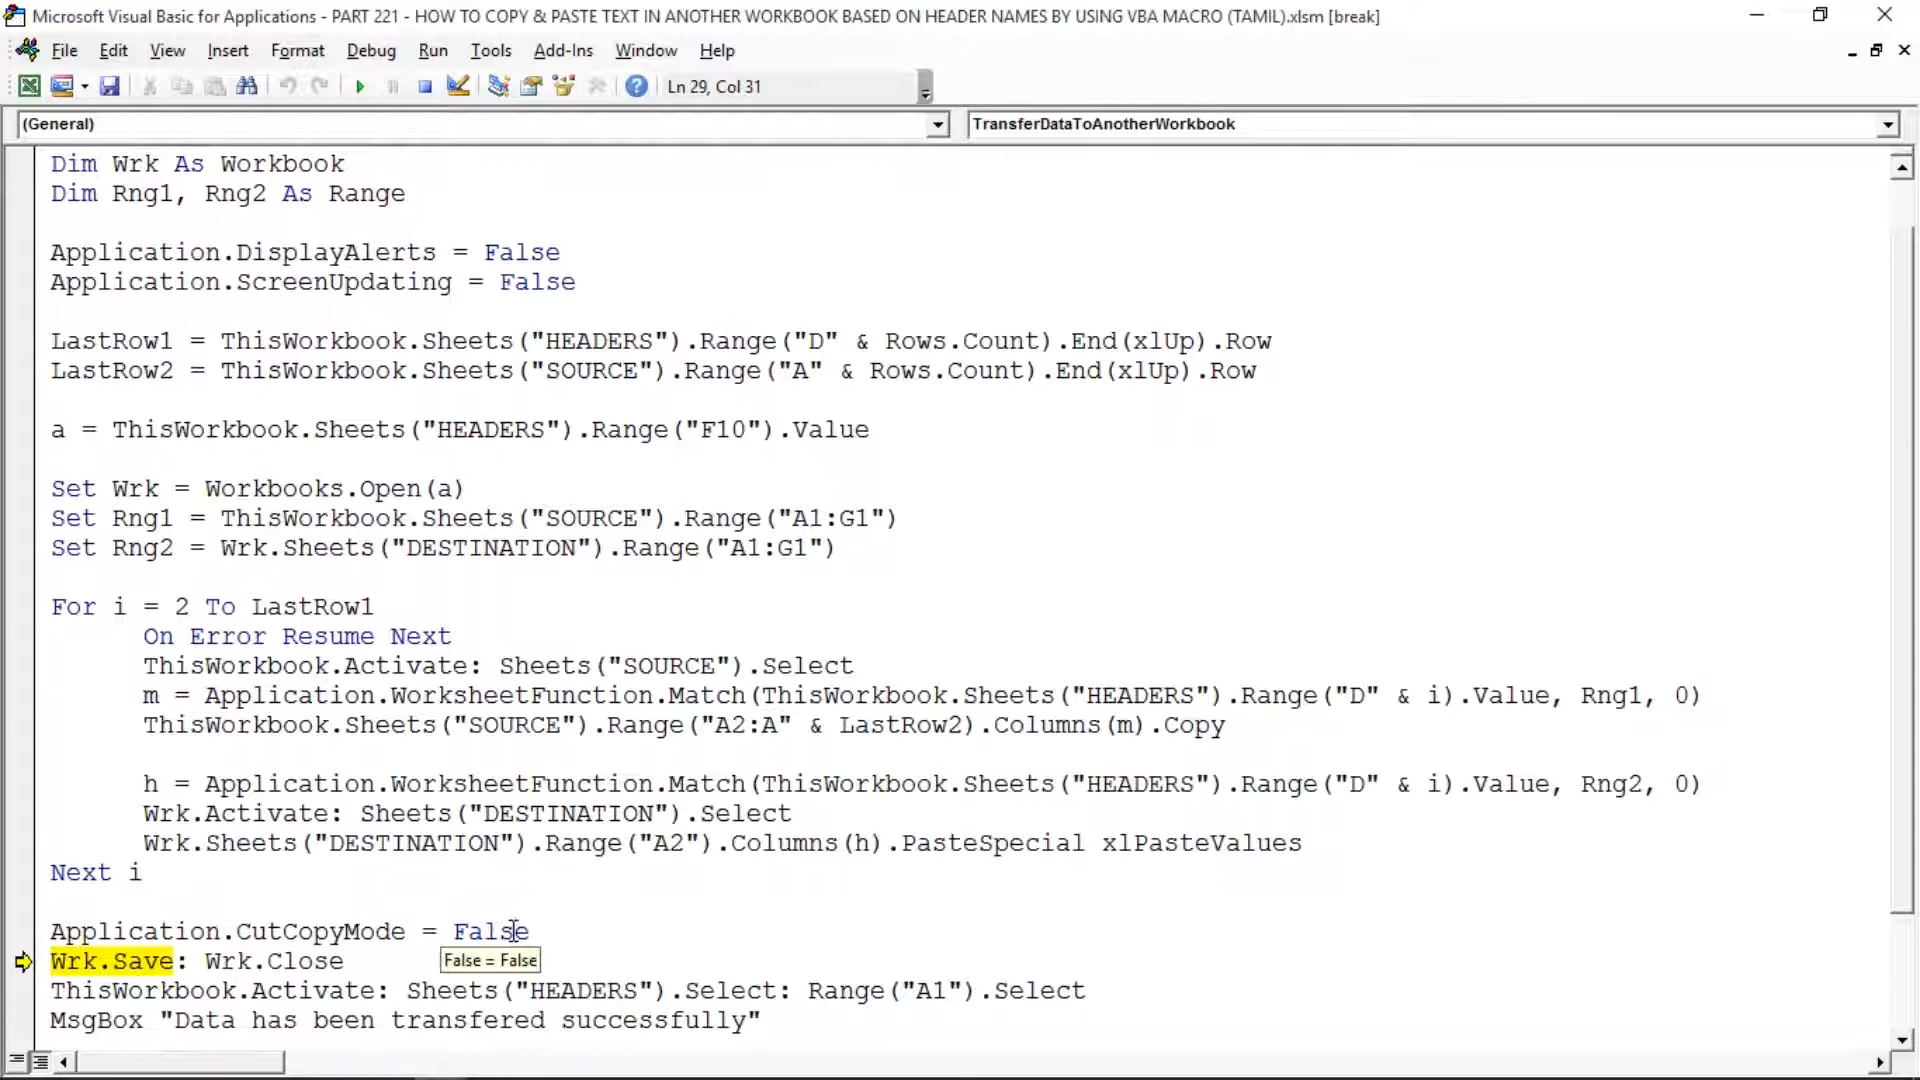 Microsoft Visual Basic for Applications - PART 221 - HOW TO COPY & PASTE TEXT IN ANOTHER WORKBOOK BASED ON HEADER NAMES BY USING VBA MACRO (TAMIL).xlsm [break]
File Edit View Insert Format Debug Run Tools Add-Ins Window Help
Ln 29, Col 31
(General) TransferDataToAnotherWorkbook
Dim Wrk As Workbook
Dim Rng1, Rng2 As Range
Application.DisplayAlerts = False
Application.ScreenUpdating = False
LastRow1 = ThisWorkbook.Sheets("HEADERS").Range("D" & Rows.Count).End(xlUp).Row
LastRow2 = ThisWorkbook.Sheets("SOURCE").Range("A" & Rows.Count).End(xlUp).Row
a = ThisWorkbook.Sheets("HEADERS").Range("F10").Value
Set Wrk = Workbooks.Open(a)
Set Rng1 = ThisWorkbook.Sheets("SOURCE").Range("A1:G1")
Set Rng2 = Wrk.Sheets("DESTINATION").Range("A1:G1")
For i = 2 To LastRow1
On Error Resume Next
ThisWorkbook.Activate: Sheets("SOURCE").Select
m = Application.WorksheetFunction.Match(ThisWorkbook.Sheets("HEADERS").Range("D" & i).Value, Rng1, 0)
ThisWorkbook.Sheets("SOURCE").Range("A2:A" & LastRow2).Columns(m).Copy
h = Application.WorksheetFunction.Match(ThisWorkbook.Sheets("HEADERS").Range("D" & i).Value, Rng2, 0)
Wrk.Activate: Sheets("DESTINATION").Select
Wrk.Sheets("DESTINATION").Range("A2").Columns(h).PasteSpecial xlPasteValues
Next i
Application.CutCopyMode = False
Wrk.Save: Wrk.Close
False = False
ThisWorkbook.Activate: Sheets("HEADERS").Select: Range("A1").Select
MsgBox "Data has been transfered successfully"